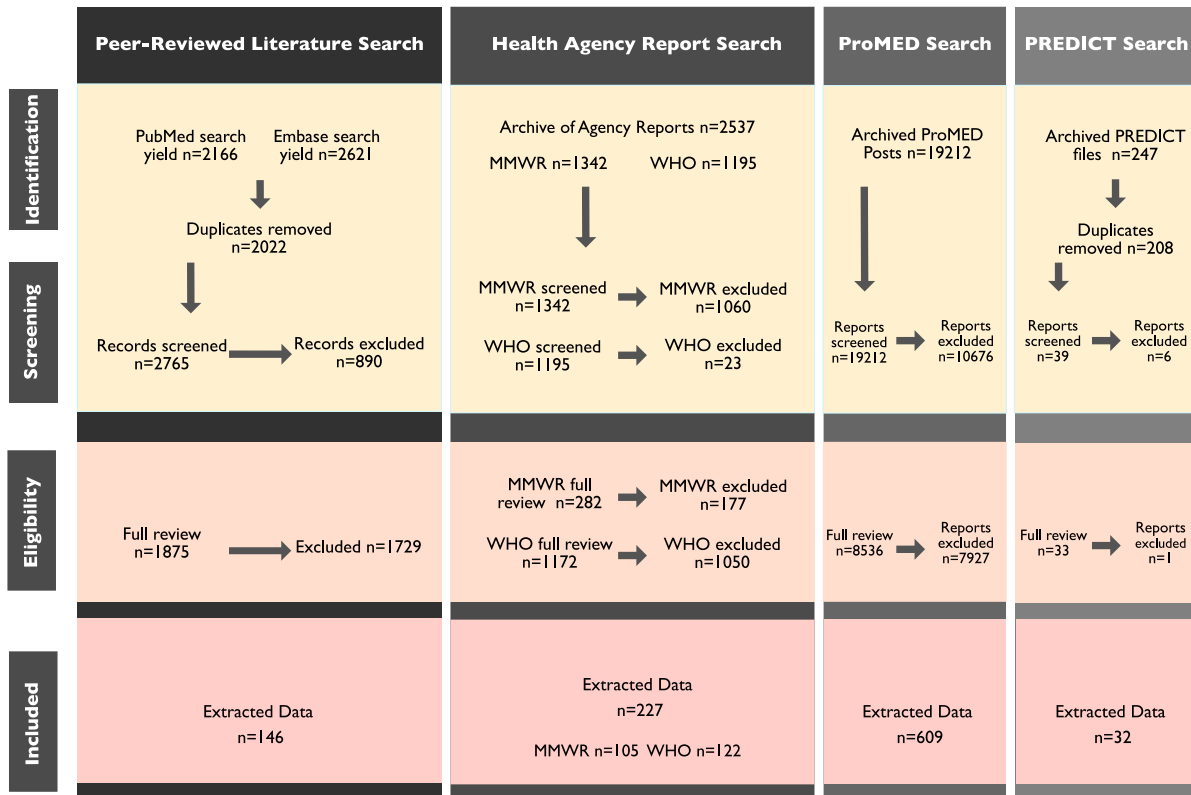 Peer-Reviewed Literature Search
Health Agency Report Search
ProMED Search
PREDICT Search
Identification
PubMed search
yield n=2166
Embase search
yield n=2621
Duplicates removed
n=2022
Archive of Agency Reports n=2537
MMWR n=1342
WHO n=1195
Archived ProMED
Posts n=19212
Archived PREDICT
files n=247
Duplicates
removed n=208
Screening
Records screened
n=2765
Records excluded
n=890
MMWR screened
n=1342
MMWR excluded
n=1060
WHO screened
n=1195
WHO excluded
n=23
Reports
screened
n=19212
Reports
excluded
n=10676
Reports
screened
n=39
Reports
excluded
n=6
Eligibility
Full review
n=1875
Excluded n=1729
MMWR full
review n=282
MMWR excluded
n=177
WHO full review
n=1172
WHO excluded
n=1050
Full review
n=8536
Reports
excluded
n=7927
Full review
n=33
Reports
excluded
n=1
Included
Extracted Data
n=146
Extracted Data
n=227
MMWR n=105 WHO n=122
Extracted Data
n=609
Extracted Data
n=32